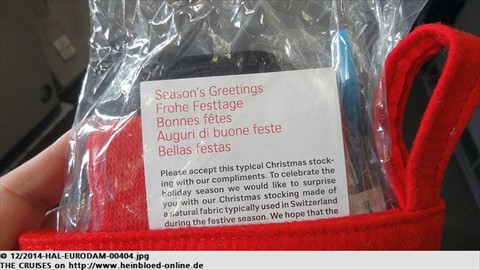 Season's Greetings
Frohe Festtage
Bonnes fêtes
Auguri di buone feste
Bellas festas
Please accept this typical Christmas stock-
ing with our compliments. To celebrate the
holiday season we would like to surprise
you with our Christmas stocking made of
a natural fabric typically used in Switzerland
during the festive season. We hope that the
© 12/2014-HAL-EURODAM-00404.jpg
THE CRUISES on http://www.heinbloed-online.de